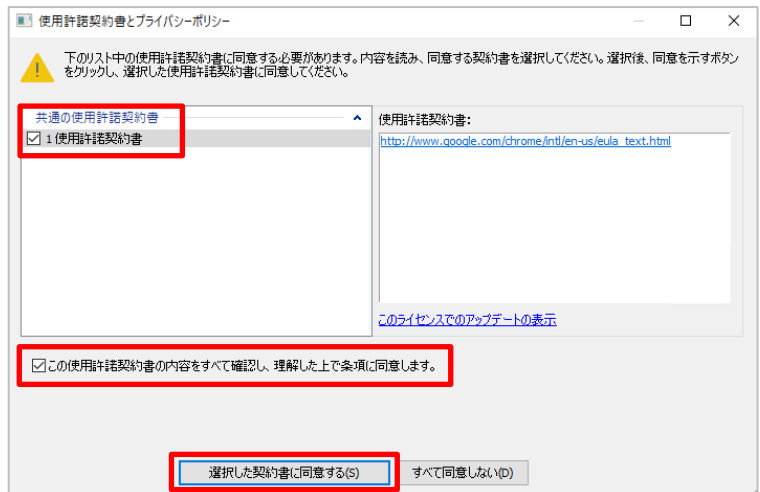 使用許諾契約書とプライバシーポリシー
下のリスト中の使用許諾契約書に同意する必要があります。内容を読み、同意する契約書を選択してください。選択後、同意を示すボタン
をクリックし、選択した使用許諾契約書に同意してください。
共通の使用許諾契約書
1 使用許諾契約書
使用許諾契約書:
http://www.google.com/chrome/intl/en-us/eula_text.html
このライセンスでのアップデートの表示
この使用許諾契約書の内容をすべて確認し、理解した上で条項に同意します。
選択した契約書に同意する(S)
すべて同意しない(D)